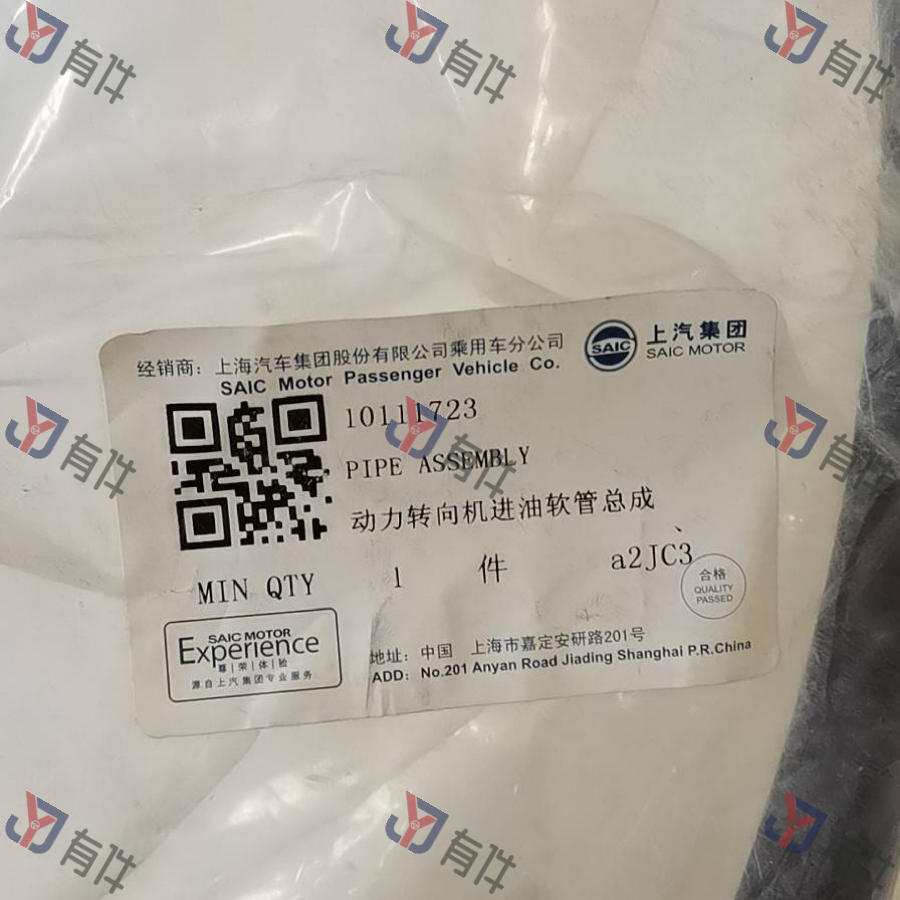 有件
有件
有件
经销商：上海汽车集团股份有限公司乘用车分公司
SAIC Motor Passenger Vehicle Co.
SAIC
上汽集团
SAIC MOTOR
10111723
有件
有件
有件
PIPE ASSEMBLY
动力转向机进油软管总成
MIN QTY 1 件 a2JC3
合格
QUALITY
PASSED
SAIC MOTOR
Experience
尊|荣|体|验
源自上汽集团专业服务
地址：中国 上海市嘉定安研路201号
ADD：No.201 Anyan Road Jiading Shanghai P.R.China
有件
有件
有件